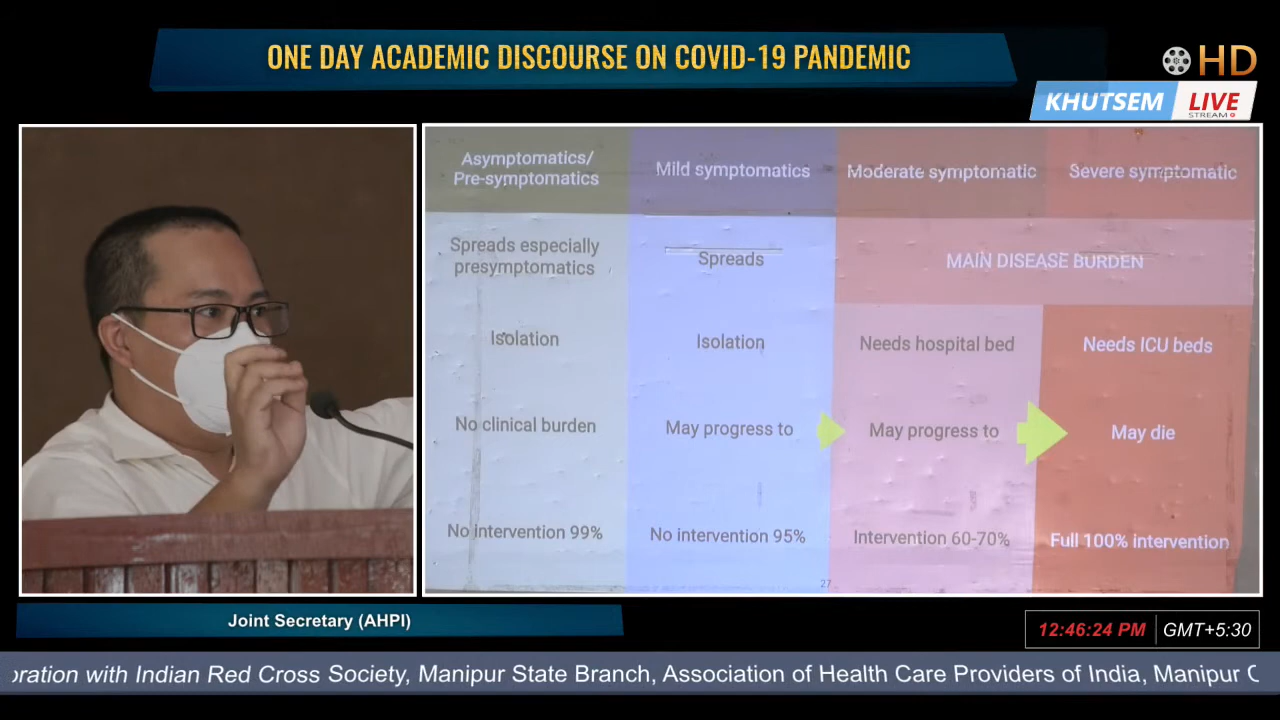 ONE DAY ACADEMIC DISCOURSE ON COVID-19 PANDEMIC
HD
KHUTSEM LIVE
STREAM
Asymptomatics/
Pre-symptomatics
Mild symptomatics
Moderate symptomatic
Severe symptomatic
Spreads especially
presymptomatics
Spreads
MAIN DISEASE BURDEN
Isolation
Isolation
Needs hospital bed
Needs ICU beds
No clinical burden
May progress to
May progress to
May die
No intervention 99%
No intervention 95%
Intervention 60-70%
Full 100% intervention
27
Joint Secretary (AHPI)
12:46:24 PM GMT+5:30
oration with Indian Red Cross Society, Manipur State Branch, Association of Health Care Providers of India, Manipur